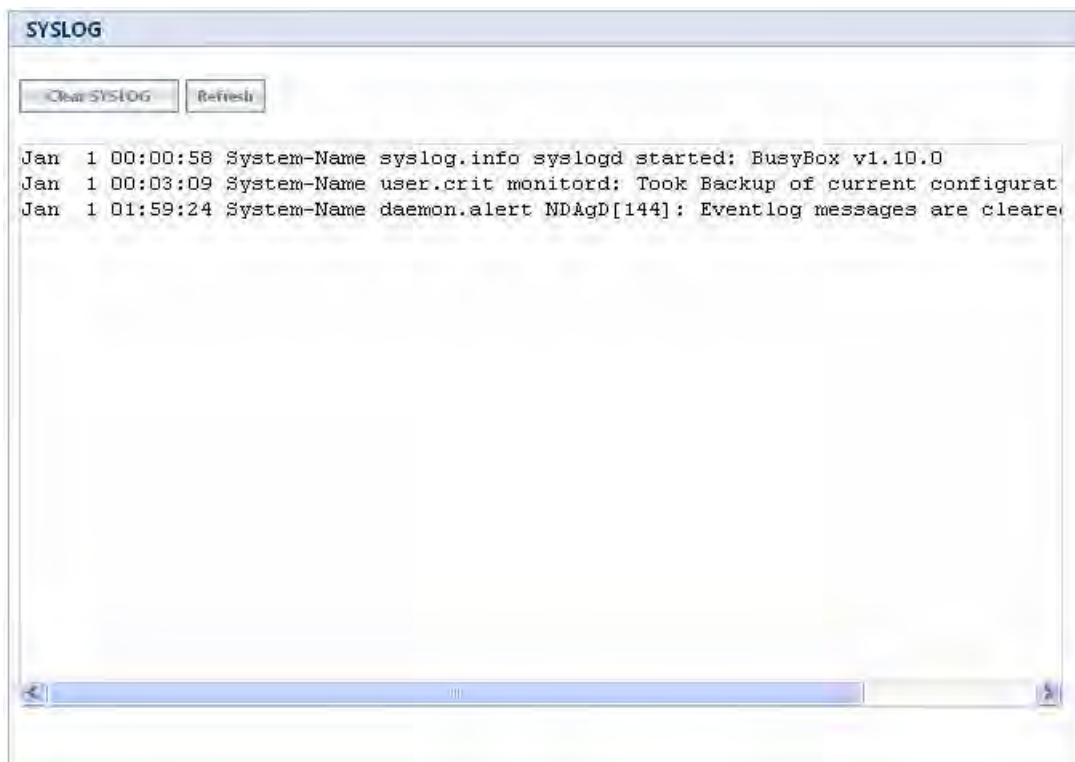 SYSLOG
Clear SYSLOG Refresh
Jan  1 00:00:58 System-Name syslog.info syslogd started: BusyBox v1.10.0
Jan  1 00:03:09 System-Name user.crit monitord: Took Backup of current configurat
Jan  1 01:59:24 System-Name daemon.alert NDAgD[144]: Eventlog messages are cleare